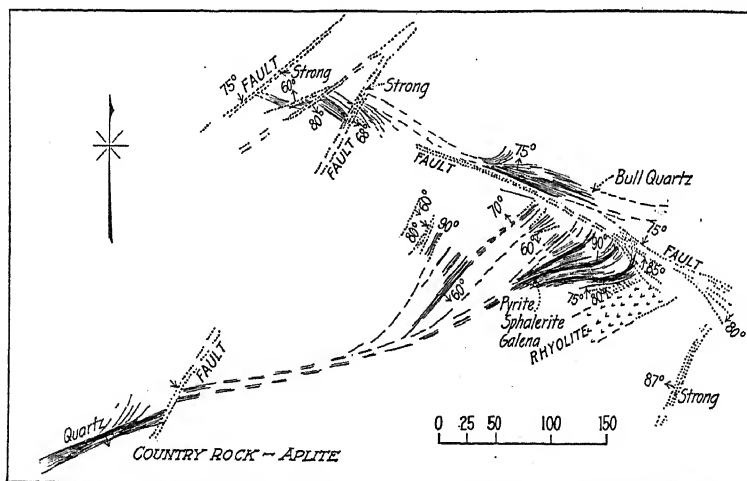 75° FAULT
60° Strong
Strong
80°
68°
FAULT
FAULT
75°
Bull Quartz
60°
80°
90°
70°
60°
90°
75°
FAULT
85°
75°
80°
80°
60°
Pyrite
Sphalerite
Galena
RHYOLITE
87°
Strong
FAULT
Quartz
0 25 50 100 150
COUNTRY ROCK ~ APLITE